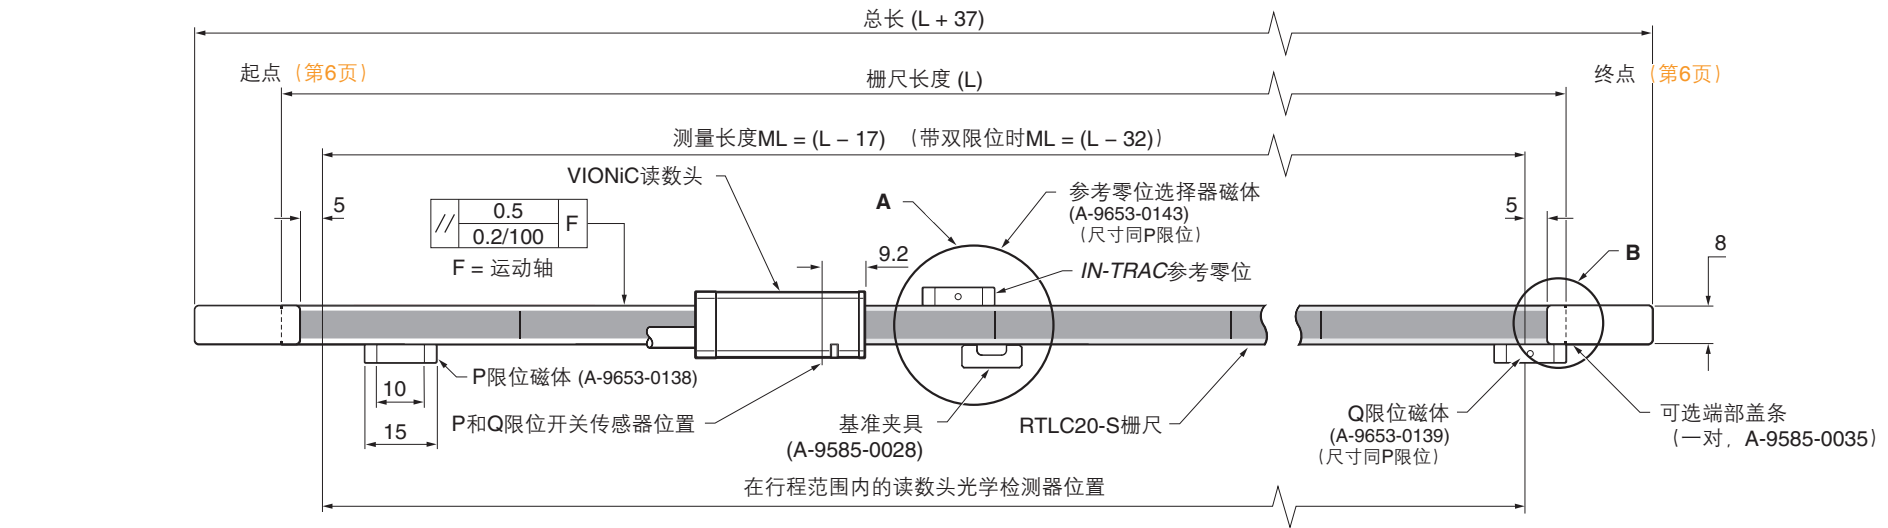 总长 (L + 37)
起点（第6页）
栅尺长度 (L)
终点（第6页）
测量长度ML = (L – 17) （带双限位时ML = (L – 32)）
VIONiC读数头
5
0.5
// F
0.2/100
F = 运动轴
A
参考零位选择器磁体
(A-9653-0143)
（尺寸同P限位）
9.2
IN-TRAC参考零位
5
B
8
P限位磁体 (A-9653-0138)
10
15
P和Q限位开关传感器位置
基准夹具
(A-9585-0028)
RTLC20-S栅尺
Q限位磁体
(A-9653-0139)
（尺寸同P限位）
可选端部盖条
（一对，A-9585-0035）
在行程范围内的读数头光学检测器位置